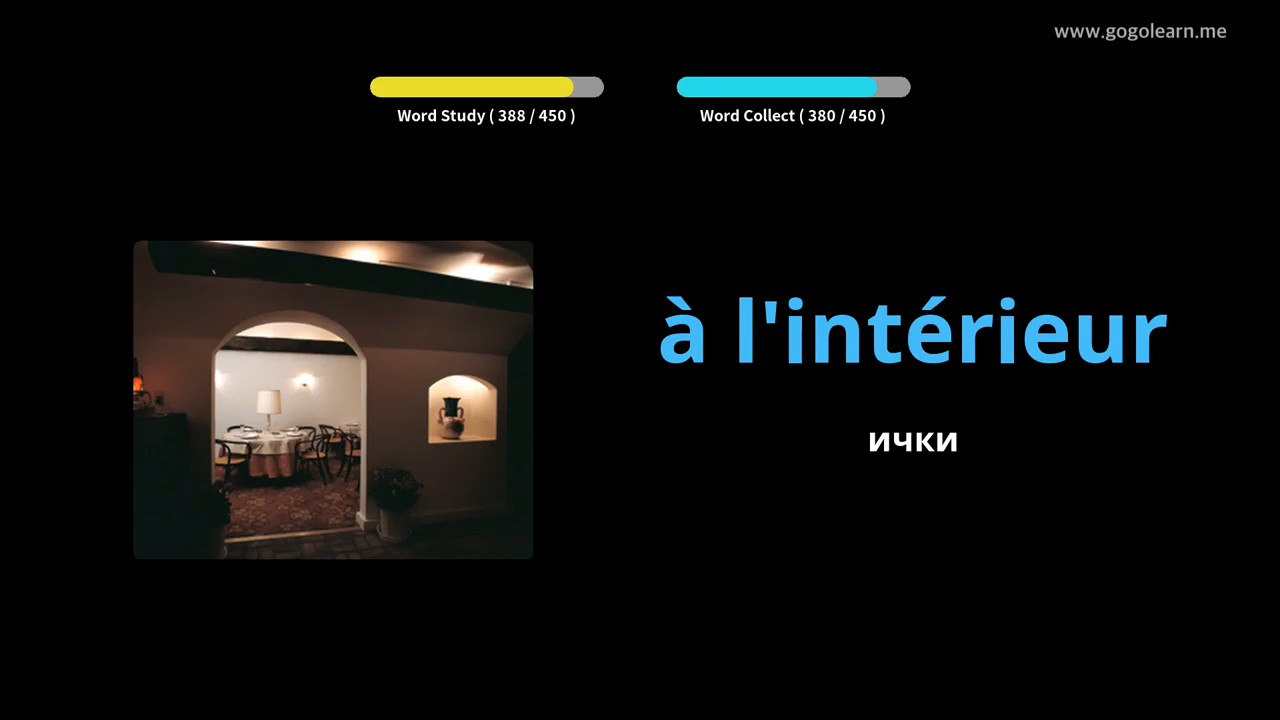 www.gogolearn.me
Word Study ( 388 / 450 )
Word Collect ( 380 / 450 )
à l'intérieur
ички